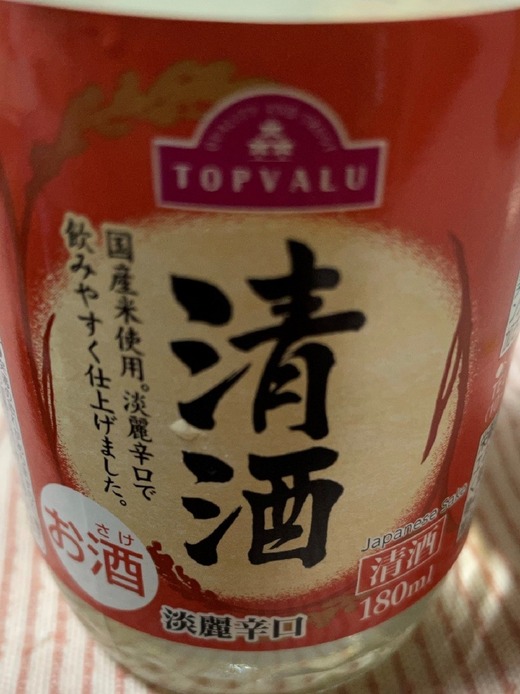 TOPVALU
国産米使用。淡麗辛口で
飲みやすく仕上げました。
清酒
さけ
お酒
Japanese Sake
清酒
180ml
淡麗辛口